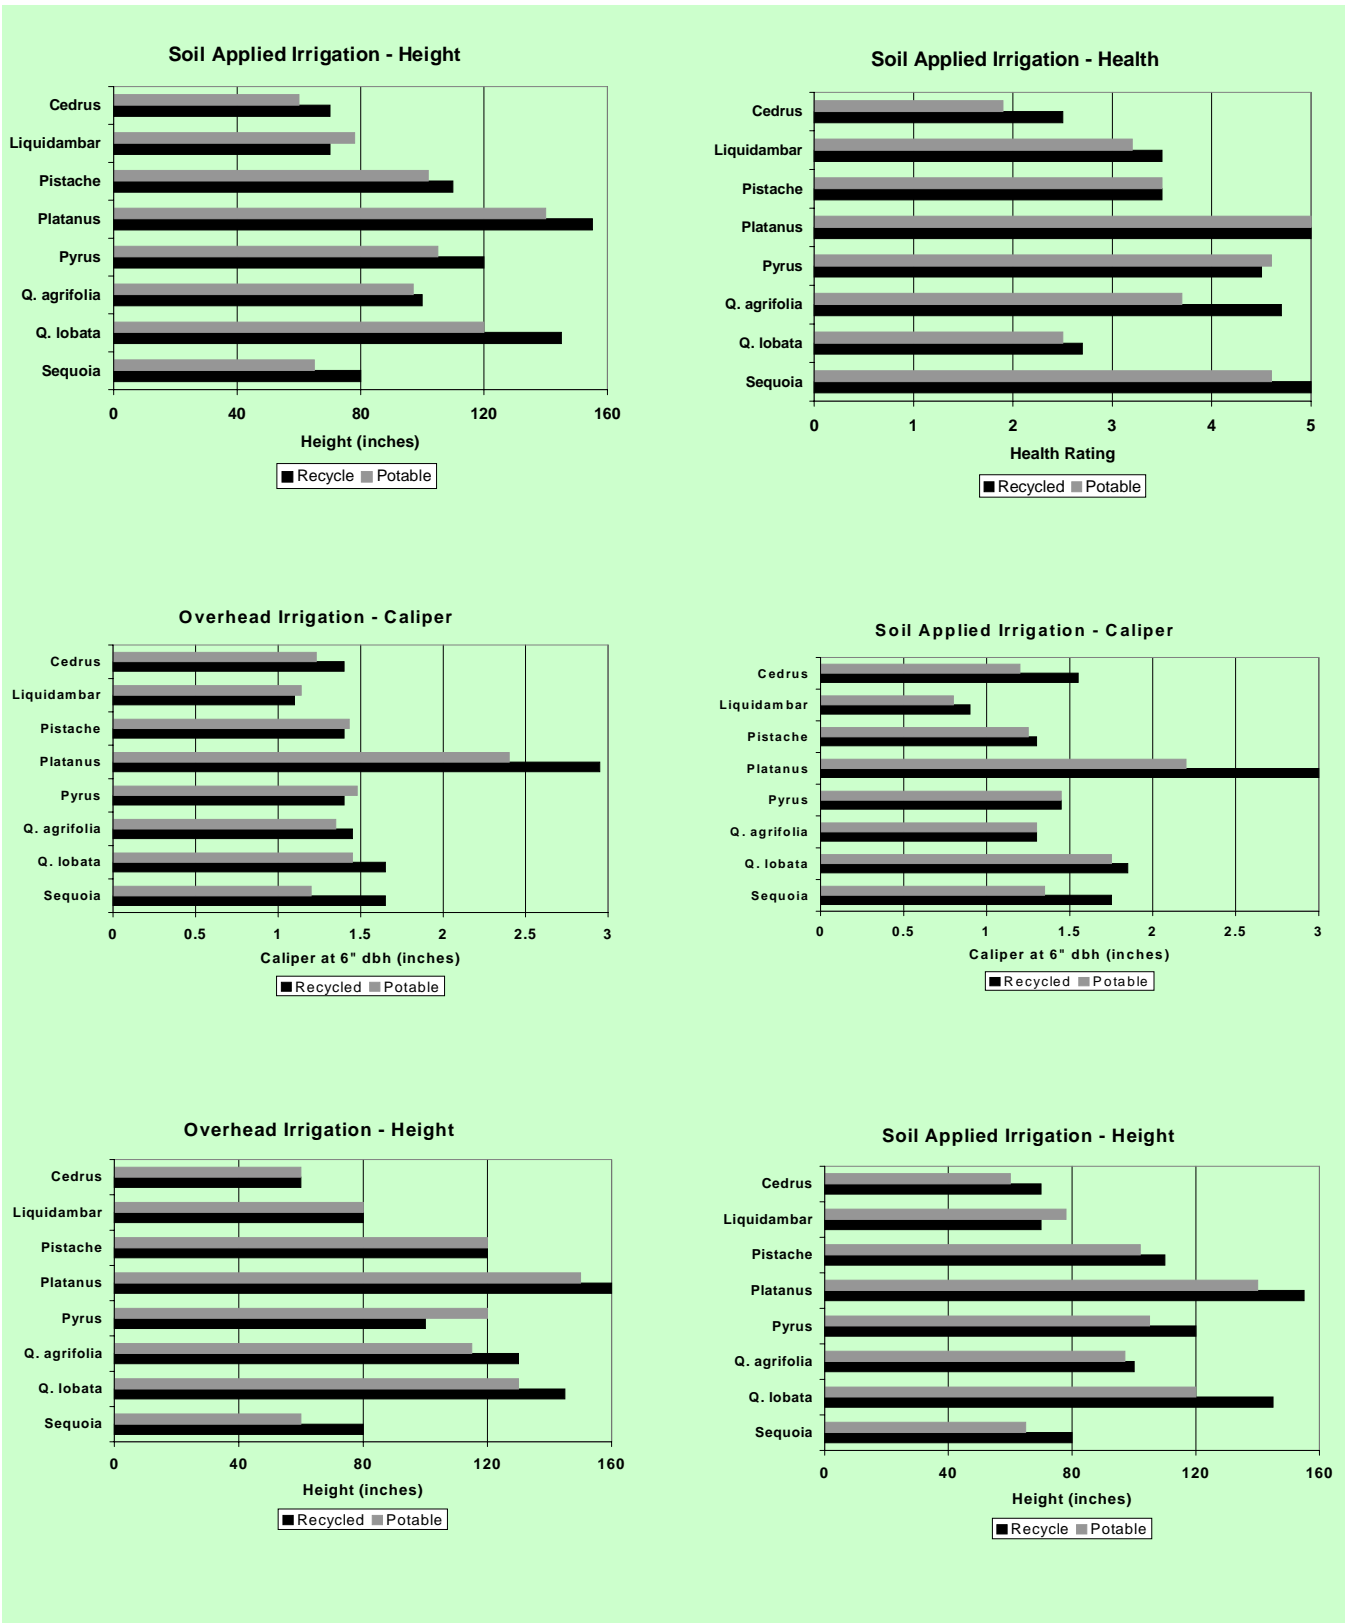 Soil Applied Irrigation - Height
Cedrus
Liquidambar
Pistache
Platanus
Pyrus
Q. agrifolia
Q. lobata
Sequoia
0 40 80 120 160
Height (inches)
Recycle Potable
Soil Applied Irrigation - Health
Cedrus
Liquidambar
Pistache
Platanus
Pyrus
Q. agrifolia
Q. lobata
Sequoia
0 1 2 3 4 5
Health Rating
Recycled Potable
Overhead Irrigation - Caliper
Cedrus
Liquidambar
Pistache
Platanus
Pyrus
Q. agrifolia
Q. lobata
Sequoia
0 0.5 1 1.5 2 2.5 3
Caliper at 6" dbh (inches)
Recycled Potable
Soil Applied Irrigation - Caliper
Cedrus
Liquidambar
Pistache
Platanus
Pyrus
Q. agrifolia
Q. lobata
Sequoia
0 0.5 1 1.5 2 2.5 3
Caliper at 6" dbh (inches)
Recycled Potable
Overhead Irrigation - Height
Cedrus
Liquidambar
Pistache
Platanus
Pyrus
Q. agrifolia
Q. lobata
Sequoia
0 40 80 120 160
Height (inches)
Recycled Potable
Soil Applied Irrigation - Height
Cedrus
Liquidambar
Pistache
Platanus
Pyrus
Q. agrifolia
Q. lobata
Sequoia
0 40 80 120 160
Height (inches)
Recycle Potable